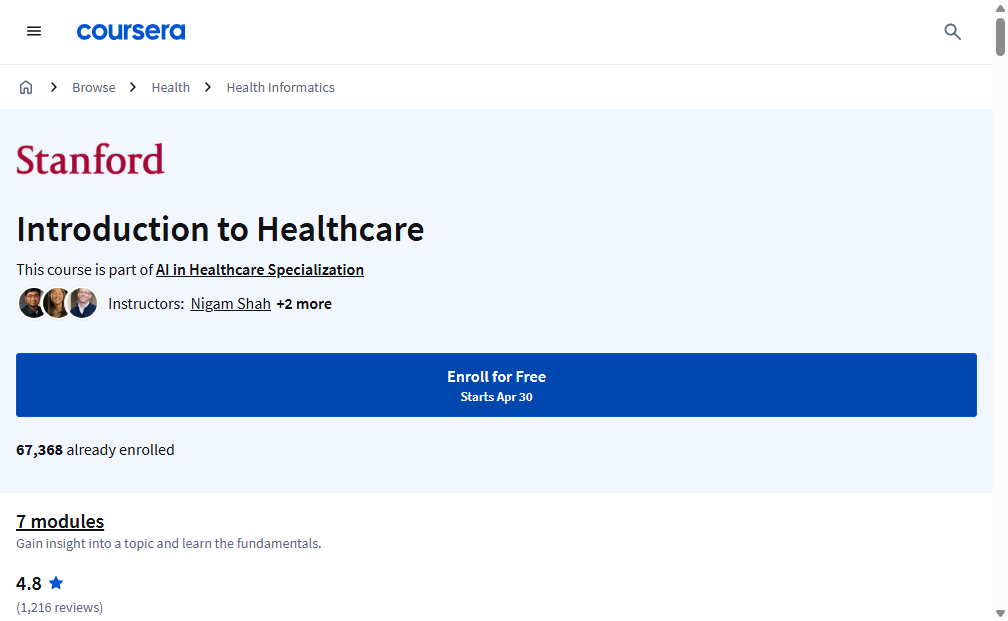 coursera
Browse Health Health Informatics
Stanford
Introduction to Healthcare
This course is part of AI in Healthcare Specialization
Instructors: Nigam Shah +2 more
Enroll for Free
Starts Apr 30
67,368 already enrolled
7 modules
Gain insight into a topic and learn the fundamentals.
4.8
(1,216 reviews)